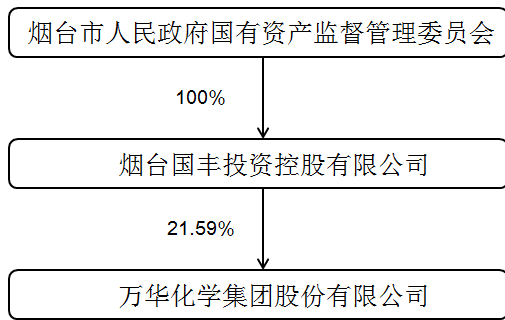 烟台市人民政府国有资产监督管理委员会
100%
烟台国丰投资控股有限公司
21.59%
万华化学集团股份有限公司